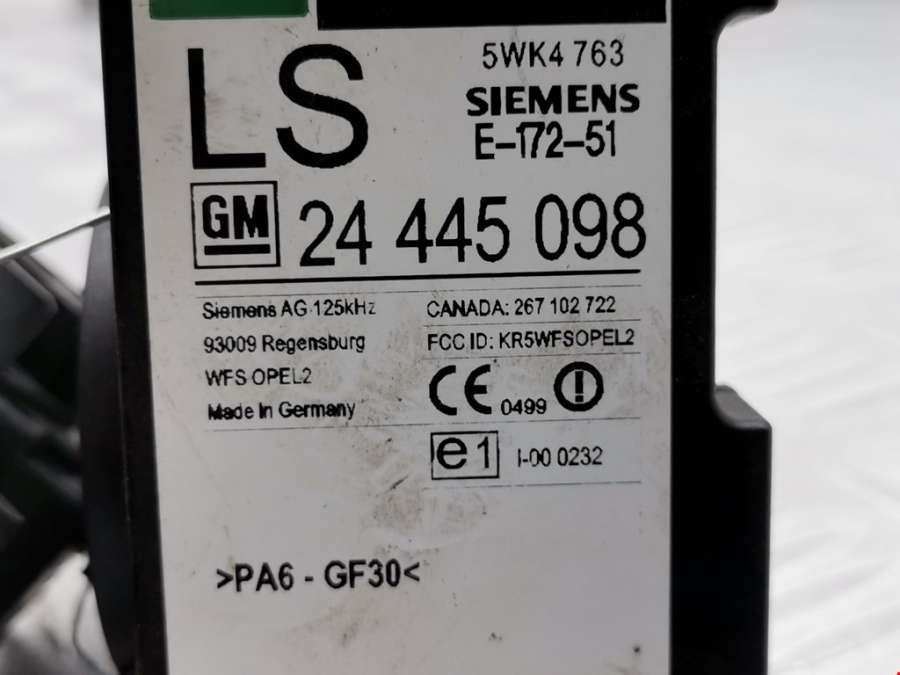 LS
5WK4 763
SIEMENS
E-172-51
GM 24 445 098
Siemens AG 125kHz
93009 Regensburg
WFS OPEL2
Made in Germany
CANADA: 267 102 722
FCC ID: KR5WFSOPEL2
CE 0499
e1 I-00 0232
>PA6 - GF30<